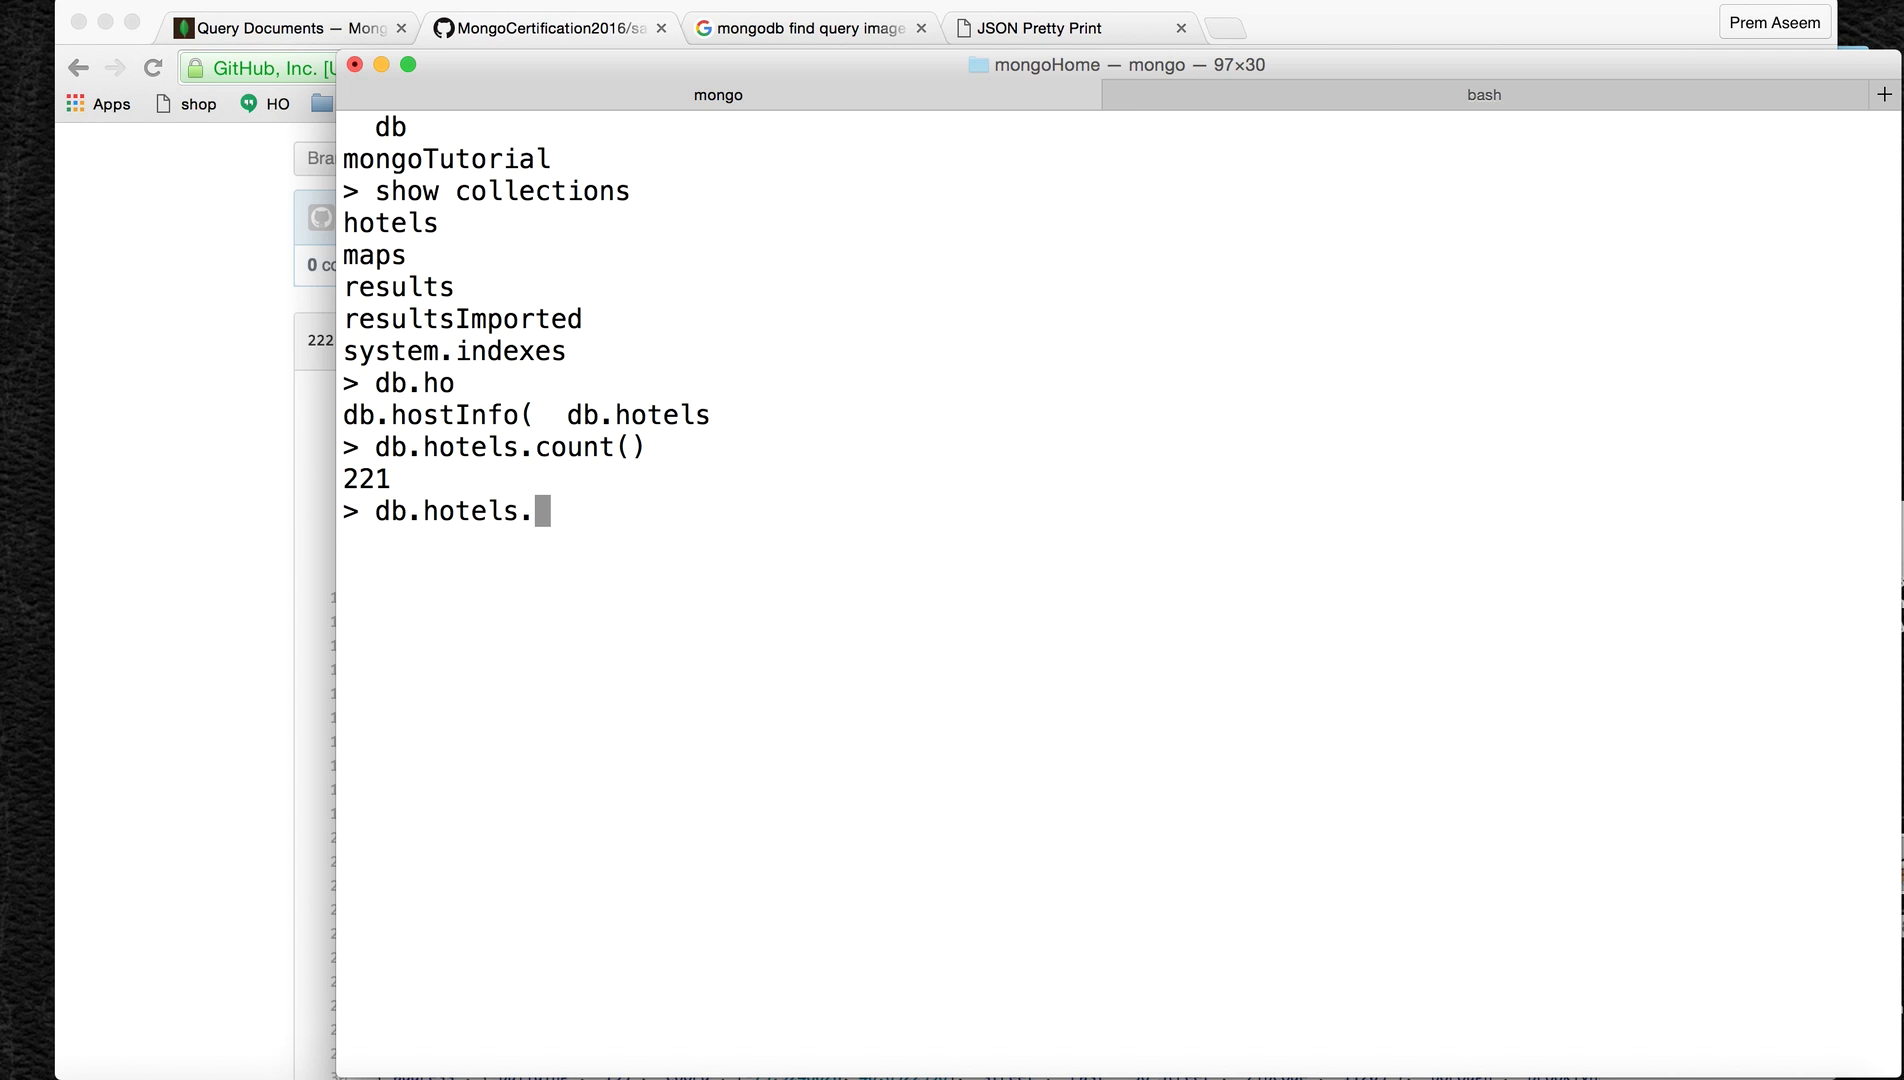 Query Documents — Mong
MongoCertification2016/sa
mongodb find query image
JSON Pretty Print
Prem Aseem
GitHub, Inc. [U
mongoHome — mongo — 97×30
Apps
shop
HO
mongo
bash
+
db
mongoTutorial
Bra
> show collections
hotels
0 co
maps
results
resultsImported
222
system.indexes
> db.ho
db.hostInfo(  db.hotels
> db.hotels.count()
221
> db.hotels.